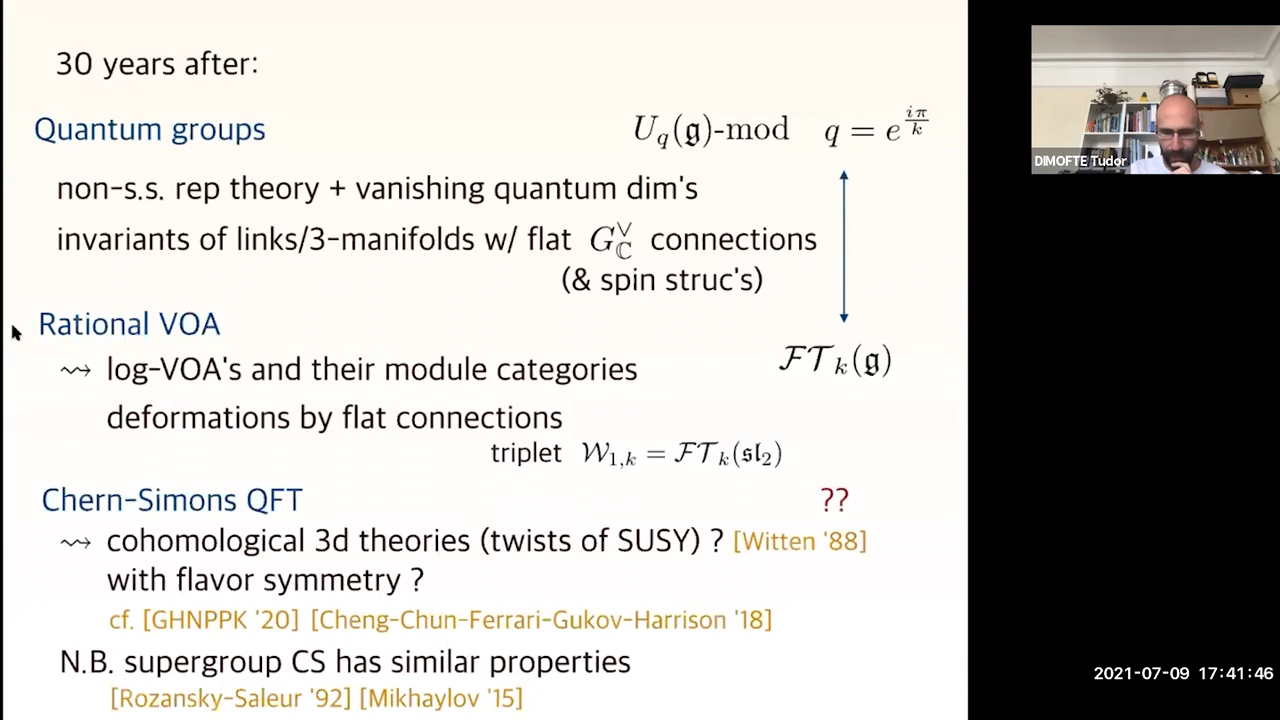 30 years after:
Quantum groups
U_q(𝔤)-mod q = e^{iπ/k}
non-s.s. rep theory + vanishing quantum dim's
invariants of links/3-manifolds w/ flat G^∨_ℂ connections
(& spin struc's)
Rational VOA
⇝ log-VOA's and their module categories
ℱ𝒯_k(𝔤)
deformations by flat connections
triplet 𝒲_{1,k} = ℱ𝒯_k(𝔰𝔩_2)
Chern-Simons QFT ??
⇝ cohomological 3d theories (twists of SUSY) ? [Witten '88]
with flavor symmetry ?
cf. [GHNPPK '20] [Cheng-Chun-Ferrari-Gukov-Harrison '18]
N.B. supergroup CS has similar properties
[Rozansky-Saleur '92] [Mikhaylov '15]
DIMOFTE Tudor
2021-07-09 17:41:46